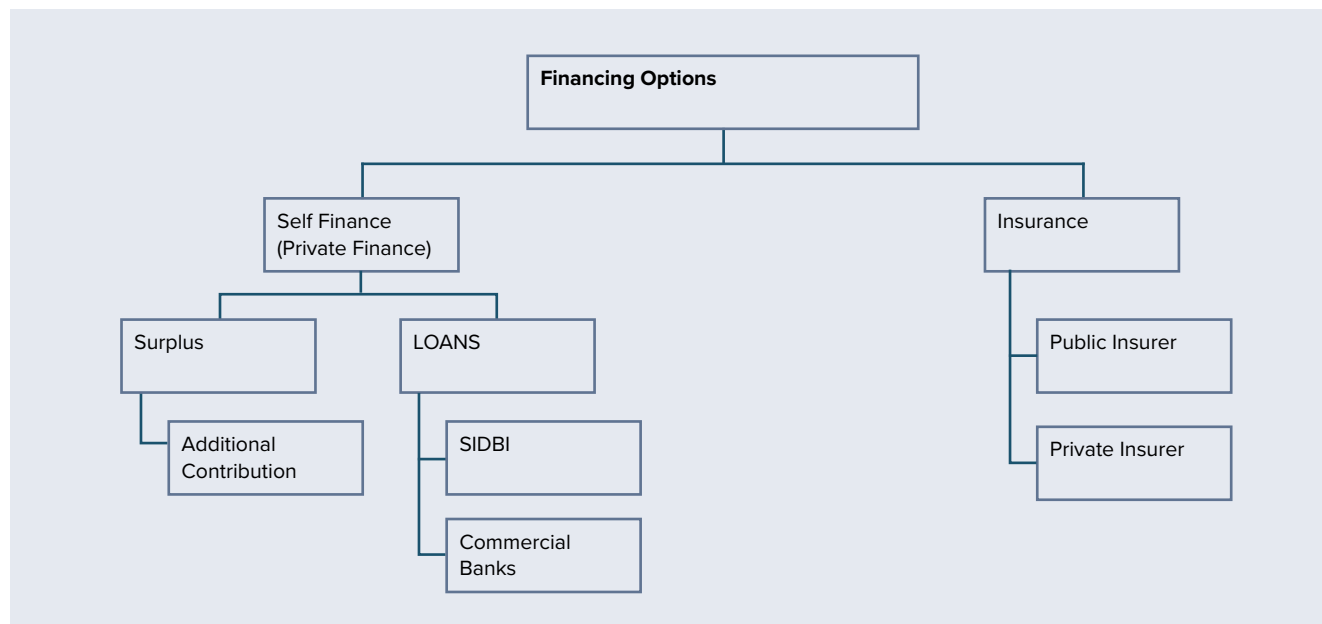 Financing Options
Self Finance
(Private Finance)
Insurance
Surplus
LOANS
Public Insurer
Additional
Contribution
SIDBI
Private Insurer
Commercial
Banks